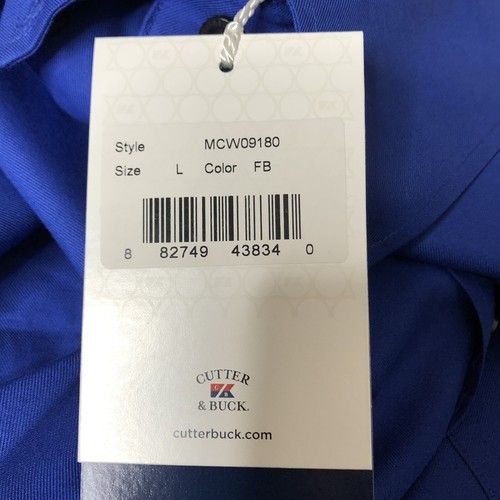 Style MCW09180
Size L Color FB
8 82749 43834 0
CUTTER
& BUCK
cutterbuck.com